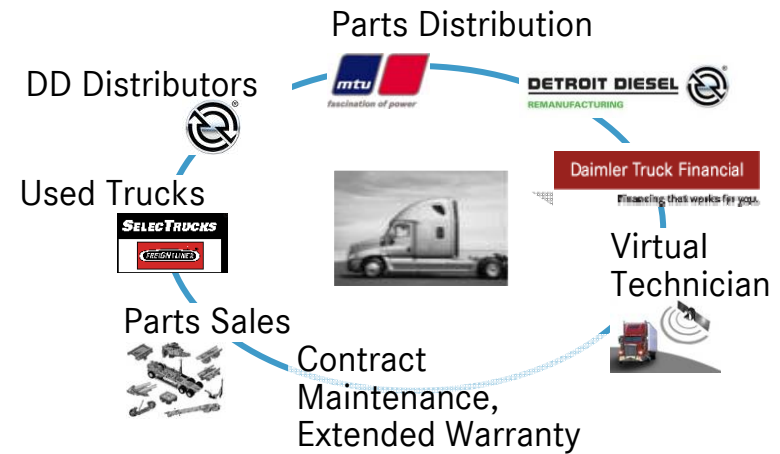 Parts Distribution
mtu
fascination of power
DETROIT DIESEL
REMANUFACTURING
DD Distributors
Daimler Truck Financial
Financing that works for you.
Used Trucks
SELECTRUCKS
FREIGHTLINER
Virtual
Technician
Parts Sales
Contract
Maintenance,
Extended Warranty